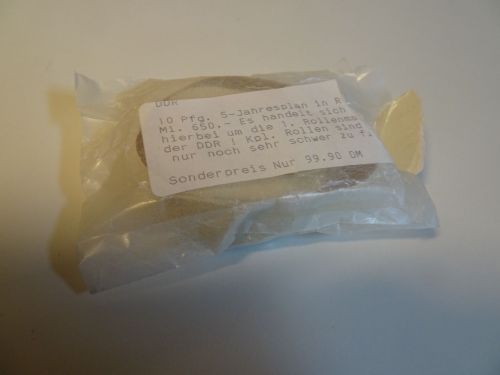 DDR
10 Pfg. 5-Jahresplan in R
Mi. 650.- Es handelt sich
hierbei um die 1. Rollenma
der DDR ! Kpl. Rollen sind
nur noch sehr schwer zu f
Sonderpreis Nur 99.90 DM